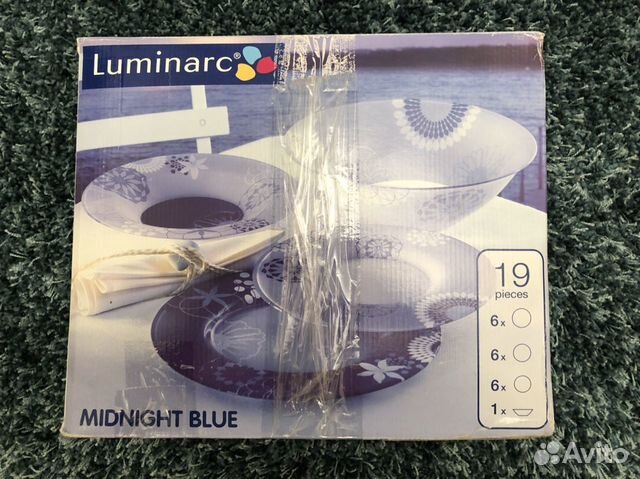 Luminarc®
19
pieces
6x
6x
6x
1x
MIDNIGHT BLUE
Avito